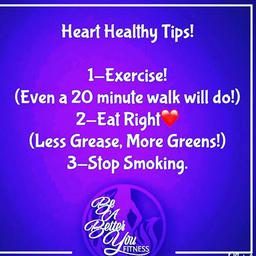 Heart Healthy Tips!
1–Exercise!
(Even a 20 minute walk will do!)
2–Eat Right❤️
(Less Grease, More Greens!)
3–Stop Smoking.
Be
A
Better
You
FITNESS